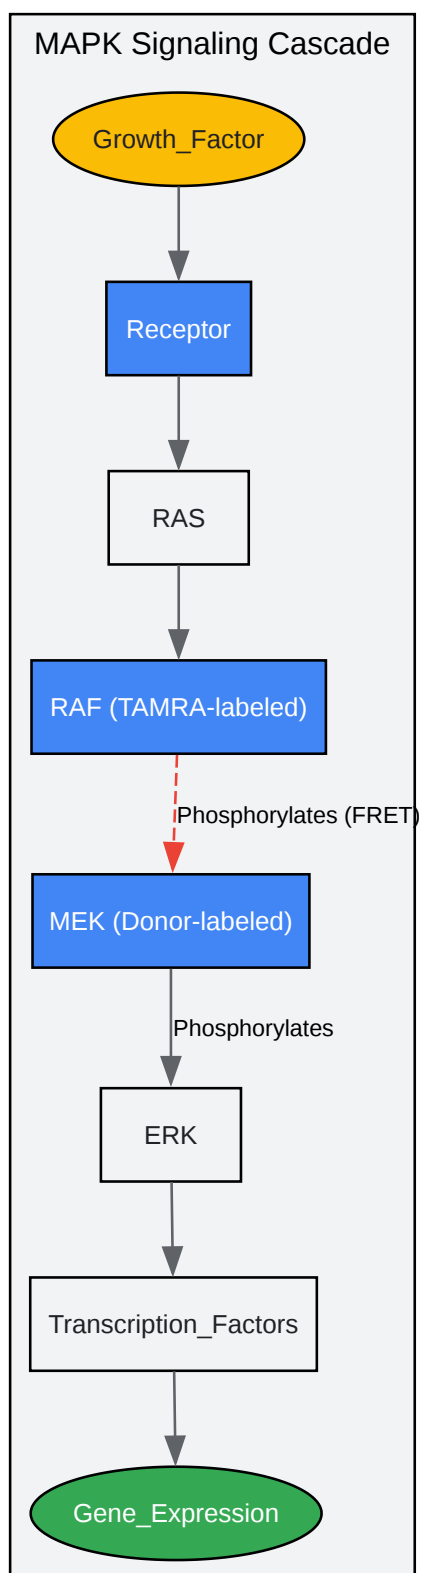 MAPK Signaling Cascade
Growth_Factor
Receptor
RAS
RAF (TAMRA-labeled)
Phosphorylates (FRET)
MEK (Donor-labeled)
Phosphorylates
ERK
Transcription_Factors
Gene_Expression